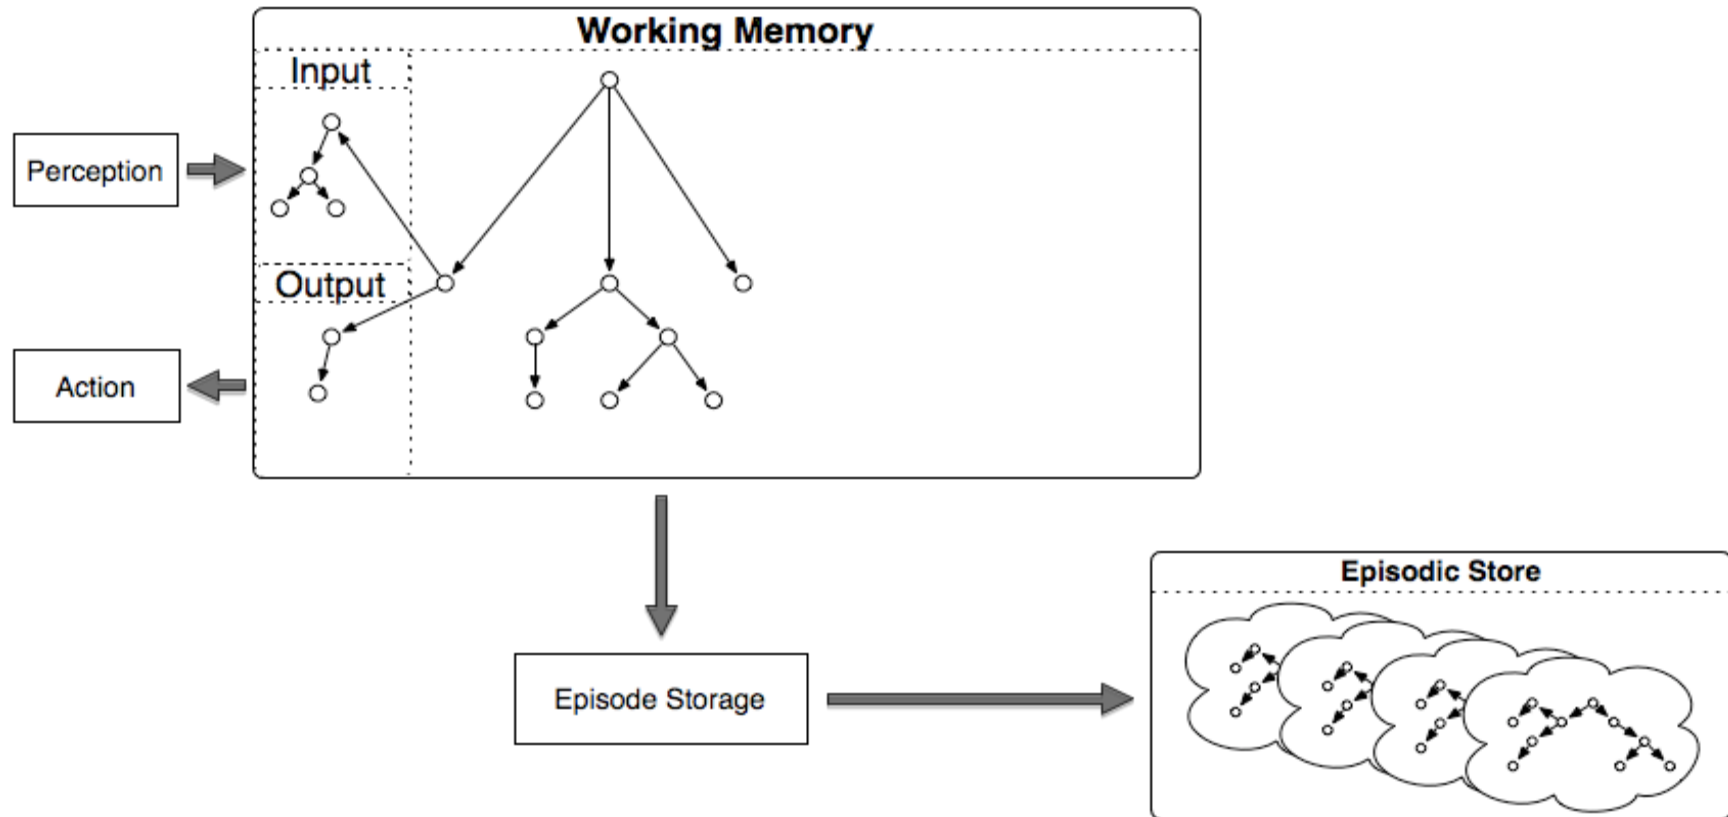 Working Memory
Input
Perception
Output
Action
Episodic Store
Episode Storage